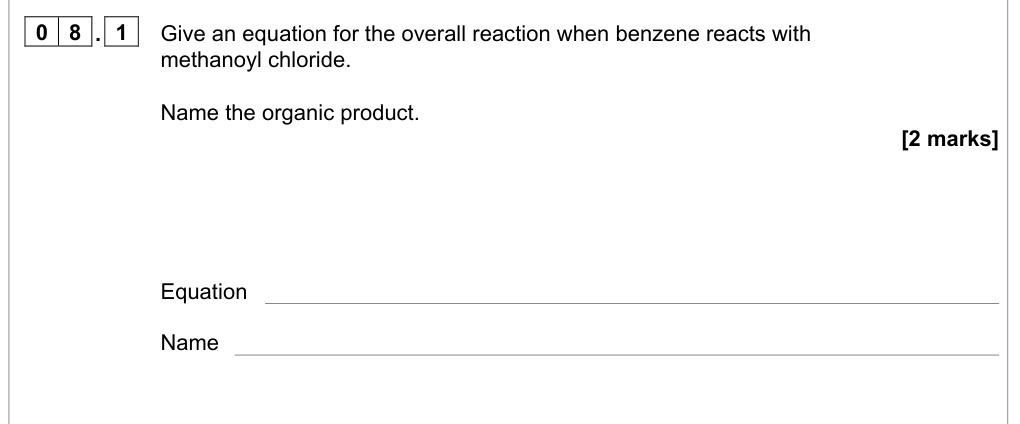 0 8 . 1 Give an equation for the overall reaction when benzene reacts with
methanoyl chloride.
Name the organic product.
[2 marks]
Equation
Name